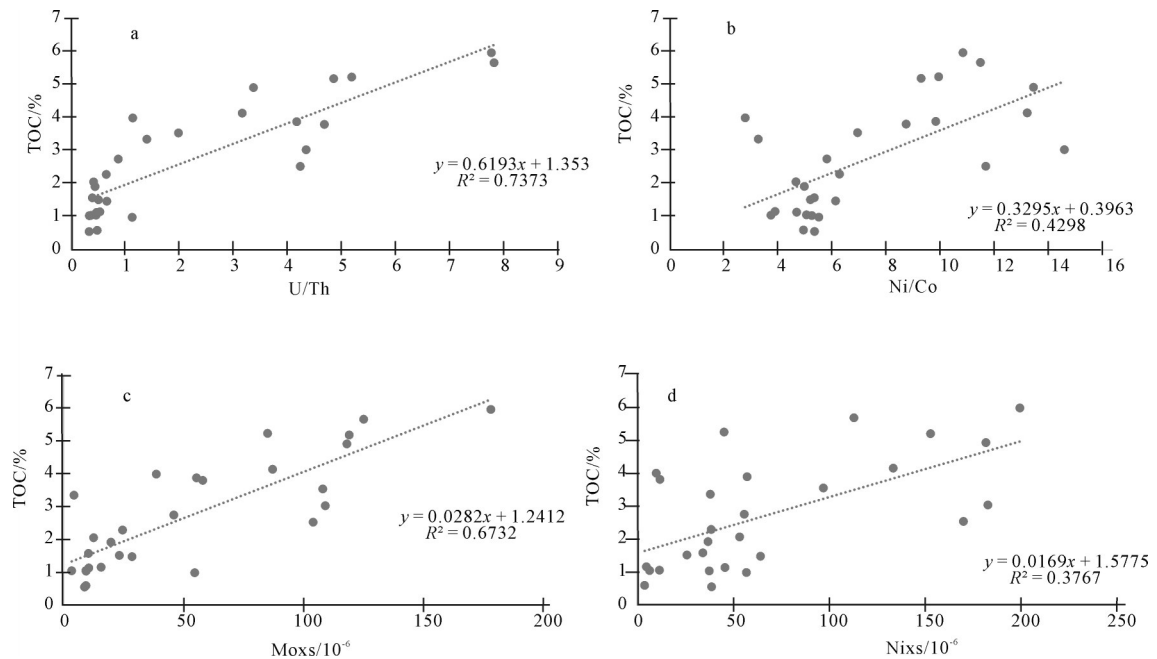 a
7
6
5
4
3
2
1
0
TOC/%
y = 0.6193x + 1.353
R² = 0.7373
0 1 2 3 4 5 6 7 8 9
U/Th
b
7
6
5
4
3
2
1
0
TOC/%
y = 0.3295x + 0.3963
R² = 0.4298
0 2 4 6 8 10 12 14 16
Ni/Co
c
7
6
5
4
3
2
1
0
TOC/%
y = 0.0282x + 1.2412
R² = 0.6732
0 50 100 150 200
Moxs/10⁻⁶
d
7
6
5
4
3
2
1
0
TOC/%
y = 0.0169x + 1.5775
R² = 0.3767
0 50 100 150 200 250
Nixs/10⁻⁶